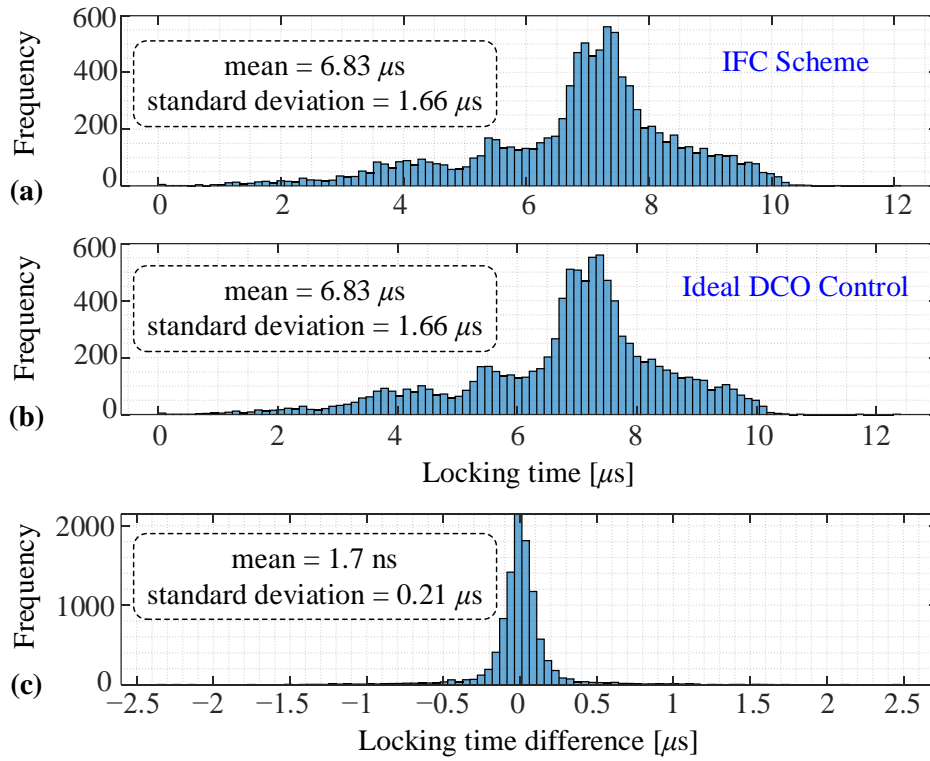 600
400
200
0
Frequency
mean = 6.83 μs
standard deviation = 1.66 μs
IFC Scheme
(a)
0 2 4 6 8 10 12
600
400
200
0
Frequency
mean = 6.83 μs
standard deviation = 1.66 μs
Ideal DCO Control
(b)
0 2 4 6 8 10 12
Locking time [μs]
2000
1000
0
Frequency
mean = 1.7 ns
standard deviation = 0.21 μs
(c)
−2.5 −2 −1.5 −1 −0.5 0 0.5 1 1.5 2 2.5
Locking time difference [μs]